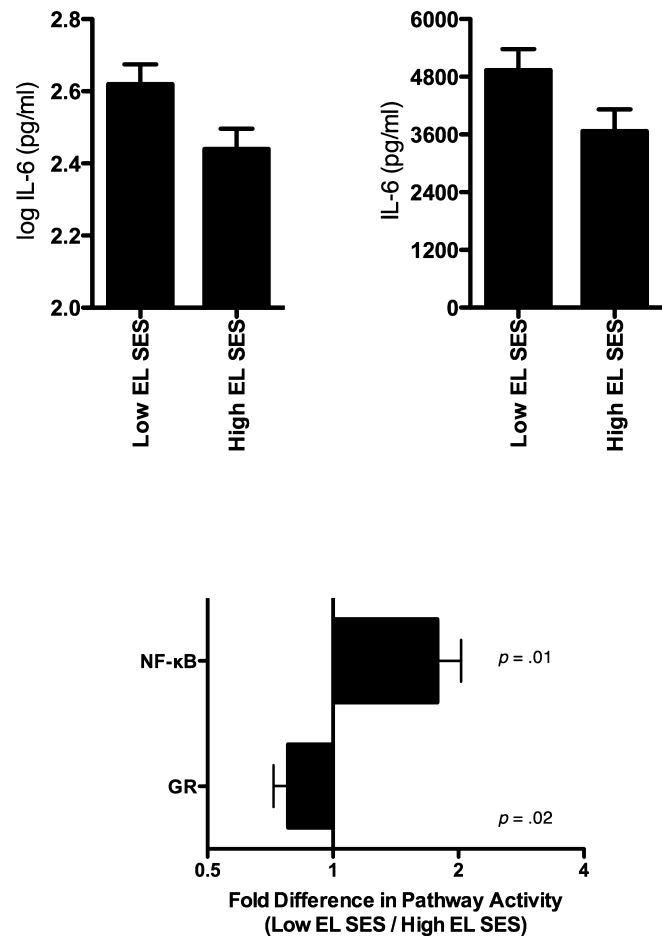 2.8
2.6
2.4
2.2
2.0
log IL-6 (pg/ml)
Low EL SES
High EL SES
6000
4800
3600
2400
1200
0
IL-6 (pg/ml)
Low EL SES
High EL SES
NF-κB
p = .01
GR
p = .02
0.5 1 2 4
Fold Difference in Pathway Activity
(Low EL SES / High EL SES)